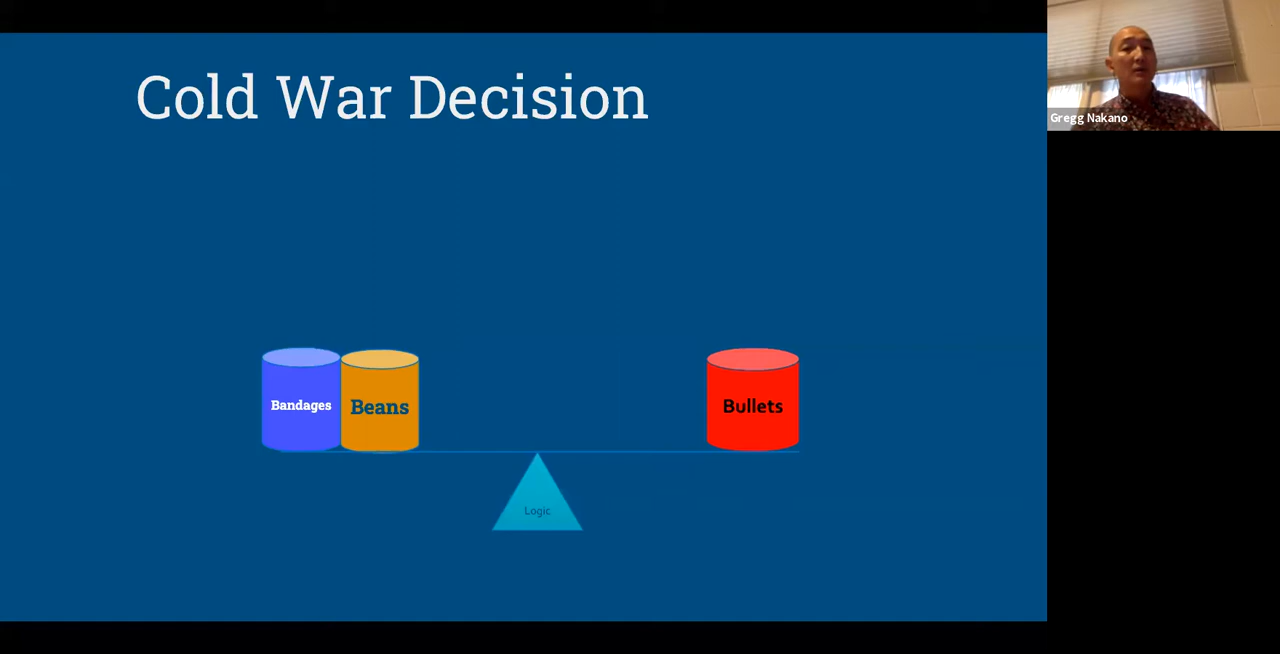 Cold War Decision
Gregg Nakano
Bandages
Beans
Bullets
Logic